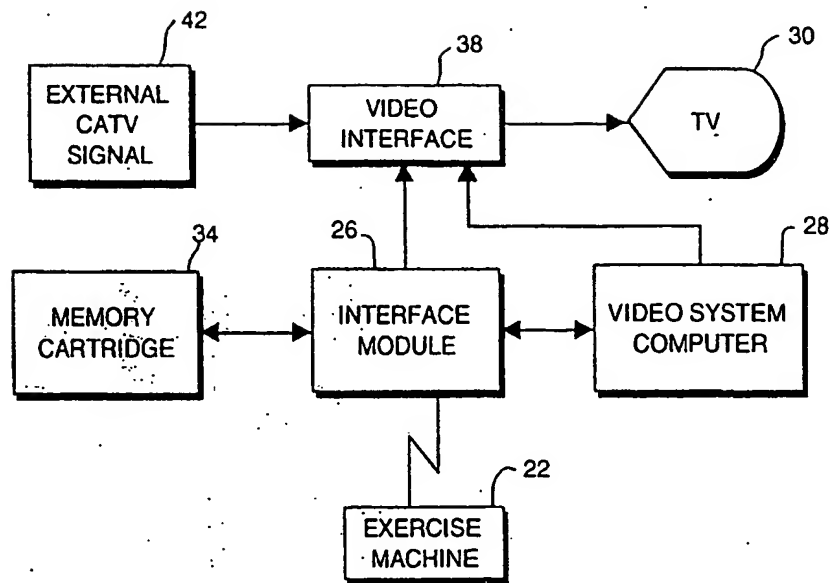 42
38
30
EXTERNAL
CATV
SIGNAL
VIDEO
INTERFACE
TV
34
26
28
MEMORY
CARTRIDGE
INTERFACE
MODULE
VIDEO SYSTEM
COMPUTER
22
EXERCISE
MACHINE